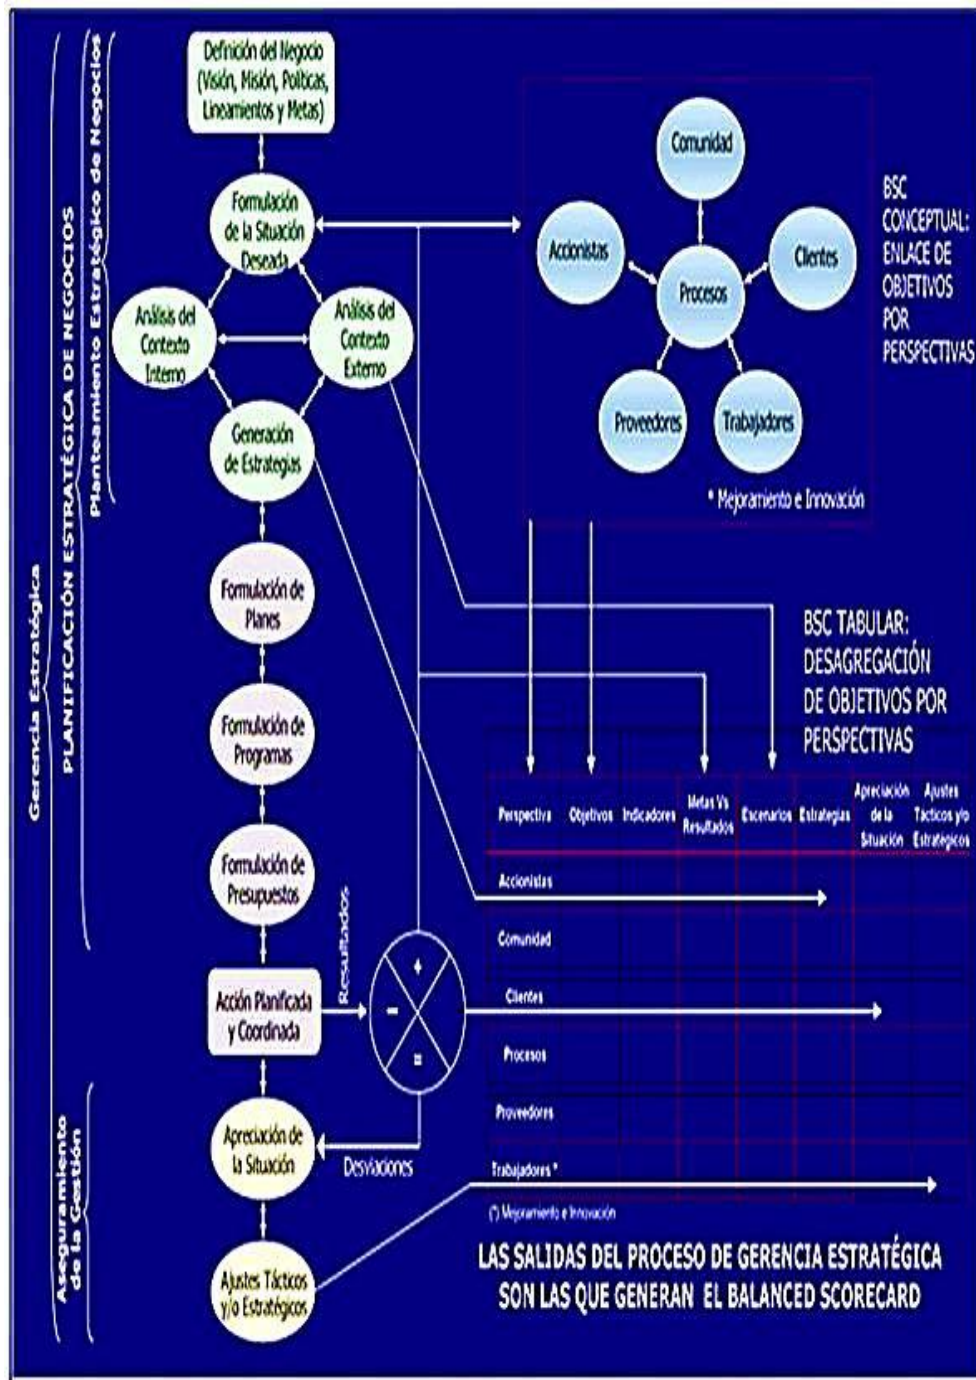 Definición del Negocio
(Visión, Misión, Políticas,
Lineamientos y Metas)
Formulación
de la Situación
Deseada
Análisis del
Contexto
Interno
Análisis del
Contexto
Externo
Generación
de Estrategias
Formulación de
Planes
Formulación de
Programas
Formulación de
Presupuestos
Acción Planificada
y Coordinada
Apreciación de
la Situación
Ajustes Tácticos
y/o Estratégicos
Gerencia Estratégica
PLANIFICACIÓN ESTRATÉGICA DE NEGOCIOS
Planteamiento Estratégico de Negocios
Aseguramiento
de la Gestión
Resultados
+
-
=
Desviaciones
Comunidad
Accionistas
Clientes
Procesos
Proveedores
Trabajadores
* Mejoramiento e Innovación
BSC
CONCEPTUAL:
ENLACE DE
OBJETIVOS
POR
PERSPECTIVAS
BSC TABULAR:
DESAGREGACIÓN
DE OBJETIVOS POR
PERSPECTIVAS
Perspectiva
Objetivos
Indicadores
Metas Vs
Resultados
Escenarios
Estrategias
Apreciación
de la
Situación
Ajustes
Tácticos y/o
Estratégicos
Accionistas
Comunidad
Clientes
Procesos
Proveedores
Trabajadores *
(*) Mejoramiento e Innovación
LAS SALIDAS DEL PROCESO DE GERENCIA ESTRATÉGICA
SON LAS QUE GENERAN EL BALANCED SCORECARD